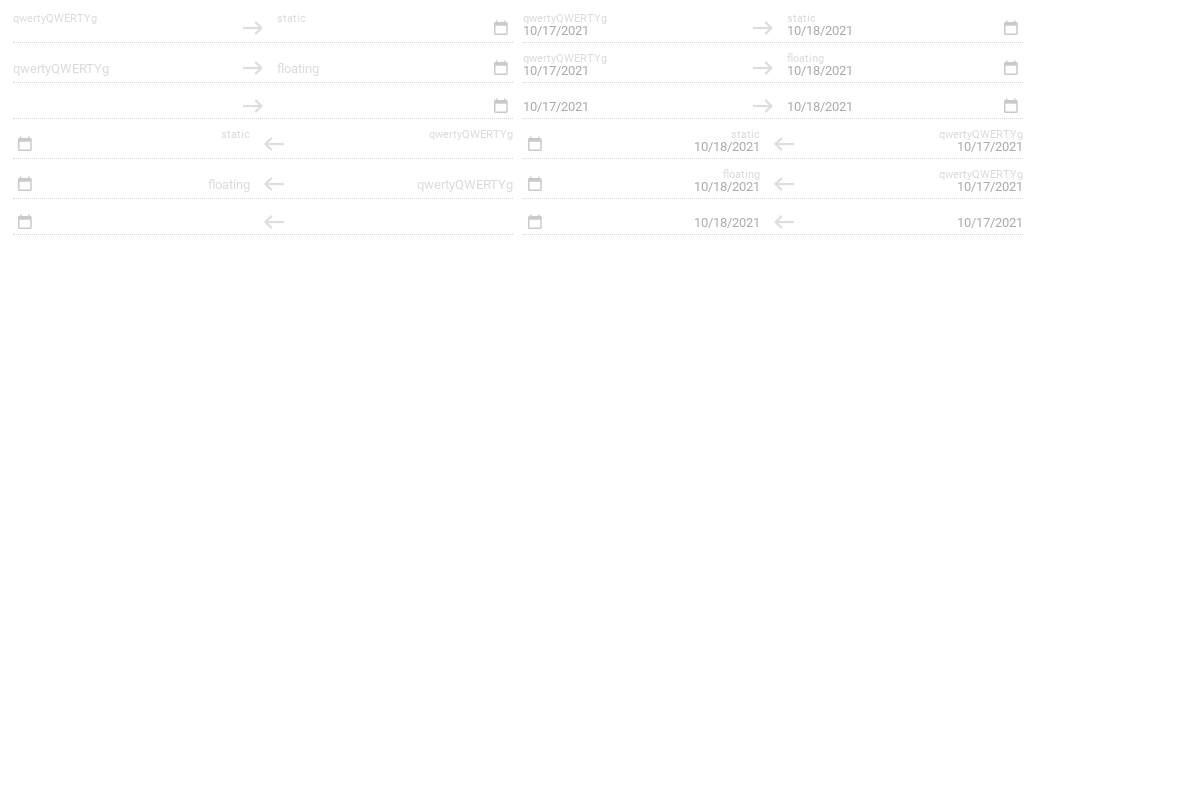 qwertyQWERTYg static qwertyQWERTYg static
10/17/2021 10/18/2021
qwertyQWERTYg floating
qwertyQWERTYg floating 10/17/2021 10/18/2021
10/17/2021 10/18/2021
static qwertyQWERTYg static qwertyQWERTYg
10/18/2021 10/17/2021
floating qwertyQWERTYg
floating qwertyQWERTYg 10/18/2021 10/17/2021
10/18/2021 10/17/2021